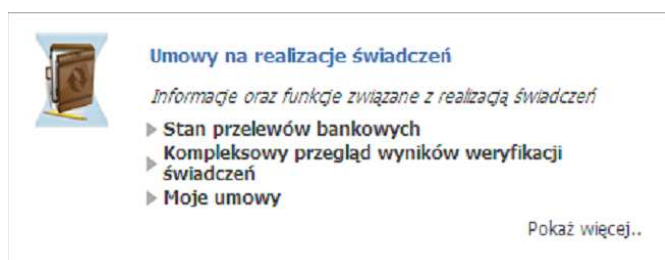 Umowy na realizacje świadczeń
Informacje oraz funkcje związane z realizacją świadczeń
Stan przelewów bankowych
Kompleksowy przegląd wyników weryfikacji
świadczeń
Moje umowy
Pokaż więcej..